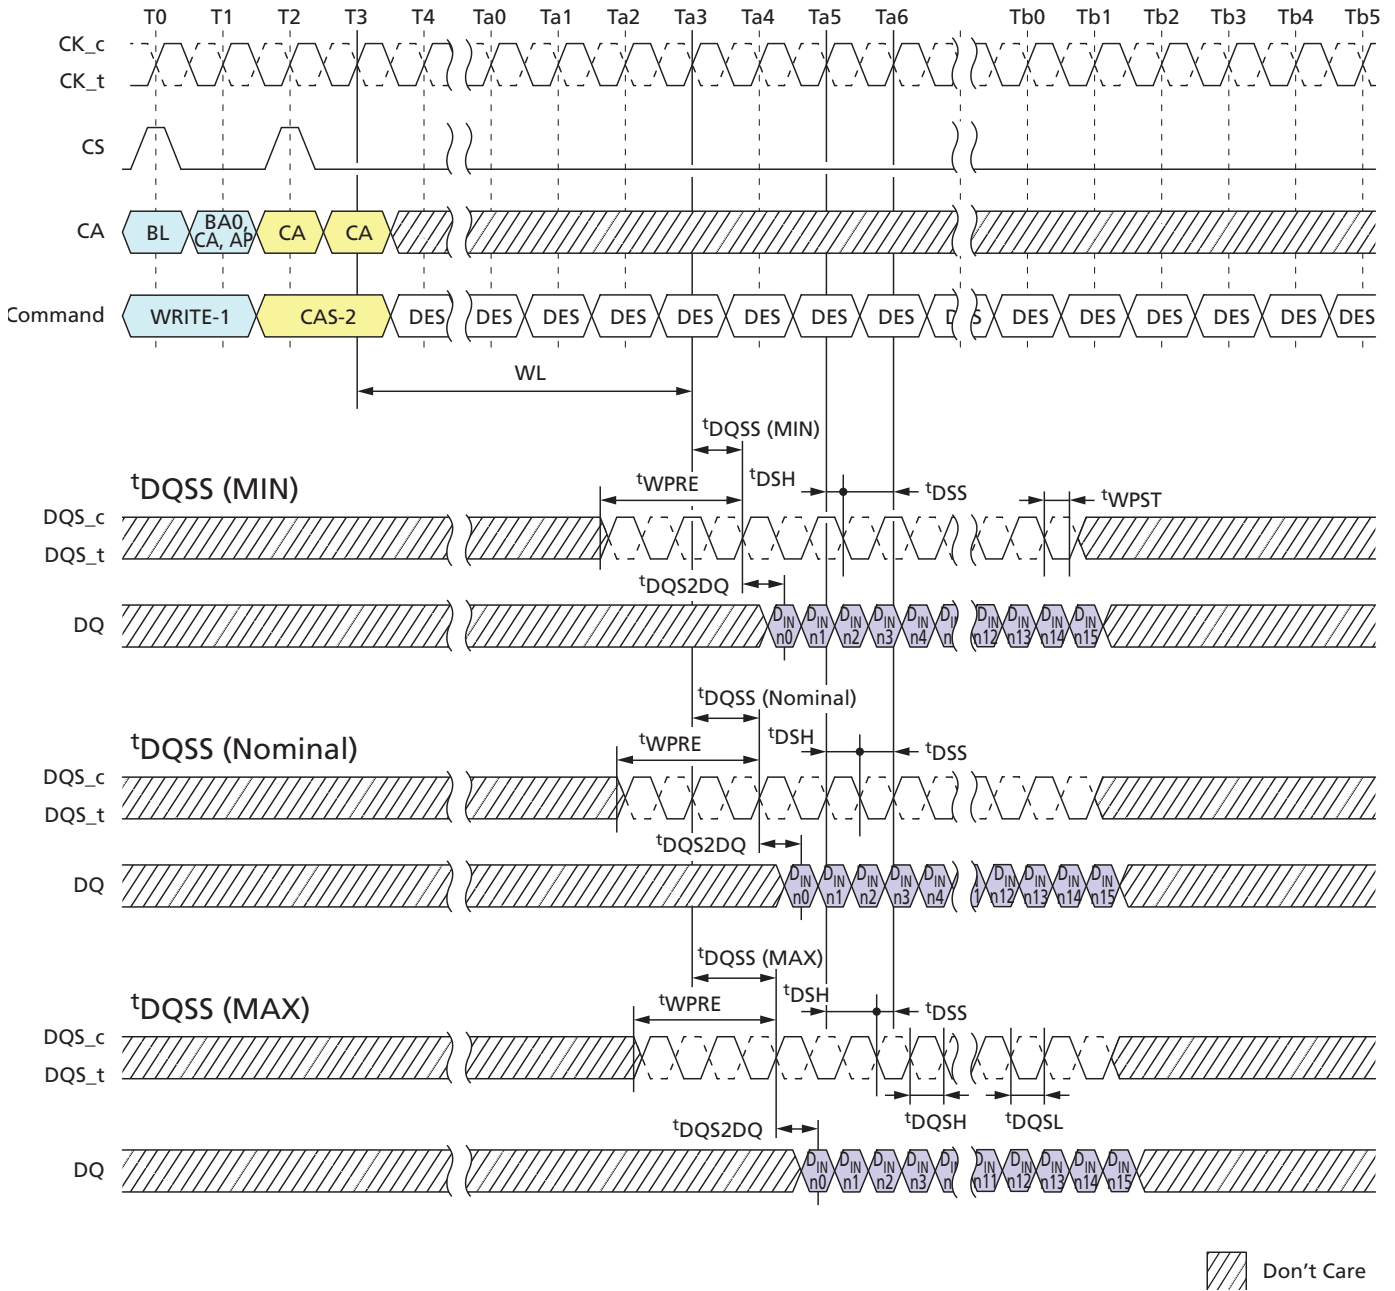 T0 T1 T2 T3 T4 Ta0 Ta1 Ta2 Ta3 Ta4 Ta5 Ta6 Tb0 Tb1 Tb2 Tb3 Tb4 Tb5
CK_c
CK_t
CS
CA BL BA0, CA, AP CA CA
Command WRITE-1 CAS-2 DES DES DES DES DES DES DES DES DES DES DES DES DES
WL
tDQSS (MIN)
tDQSS (MIN) tWPRE tDSH tDSS tWPST
DQS_c
DQS_t
tDQS2DQ
DQ DIN n0 DIN n1 DIN n2 DIN n3 DIN n4 DIN n12 DIN n13 DIN n14 DIN n15
tDQSS (Nominal)
tDQSS (Nominal) tWPRE tDSH tDSS
DQS_c
DQS_t
tDQS2DQ
DQ DIN n0 DIN n1 DIN n2 DIN n3 DIN n4 DIN n12 DIN n13 DIN n14 DIN n15
tDQSS (MAX)
tDQSS (MAX) tWPRE tDSH tDSS
DQS_c
DQS_t
tDQSH tDQSL
tDQS2DQ
DQ DIN n0 DIN n1 DIN n2 DIN n3 DIN n11 DIN n12 DIN n13 DIN n14 DIN n15
Don't Care